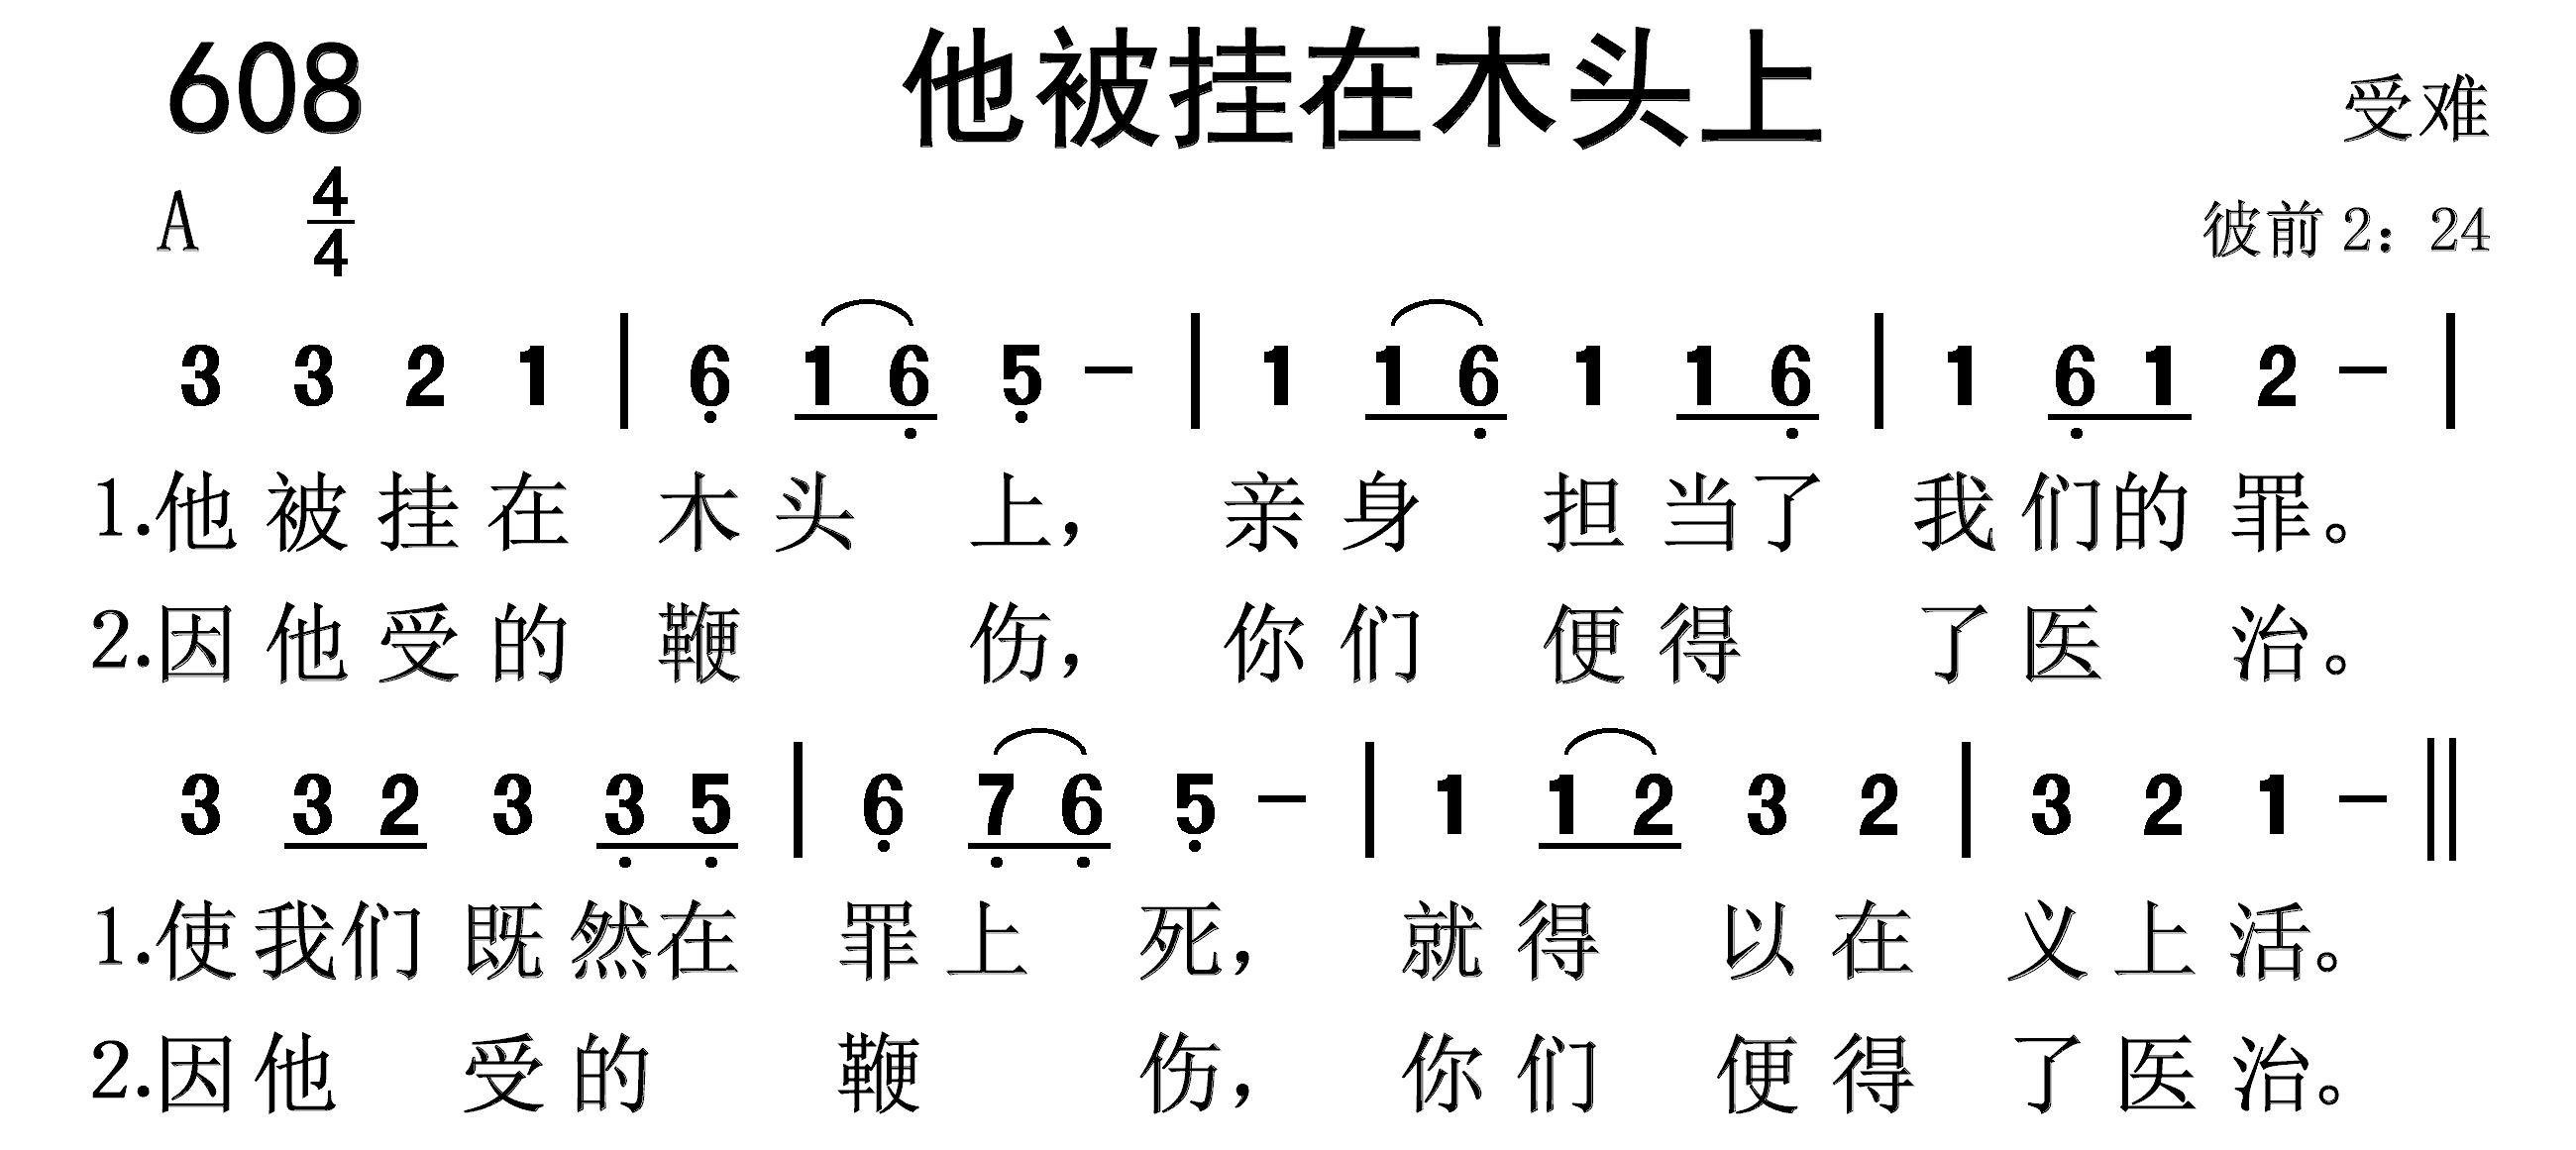 608 他被挂在木头上 受难
A 4/4 彼前 2：24
3 3 2 1 | 6̣ 1 6̣ 5̣ – | 1 1 6̣ 1 1 6̣ | 1 6̣ 1 2 – |
1.他被挂在 木头 上，亲身 担当了 我们的罪。
2.因他受的 鞭 伤，你们 便得 了医 治。
3 3 2 3 3̣ 5̣ | 6̣ 7̣ 6̣ 5̣ – | 1 1 2 3 2 | 3 2 1 – ||
1.使我们既然在 罪上 死，就得 以在 义上活。
2.因他 受的 鞭 伤，你们 便得 了医治。